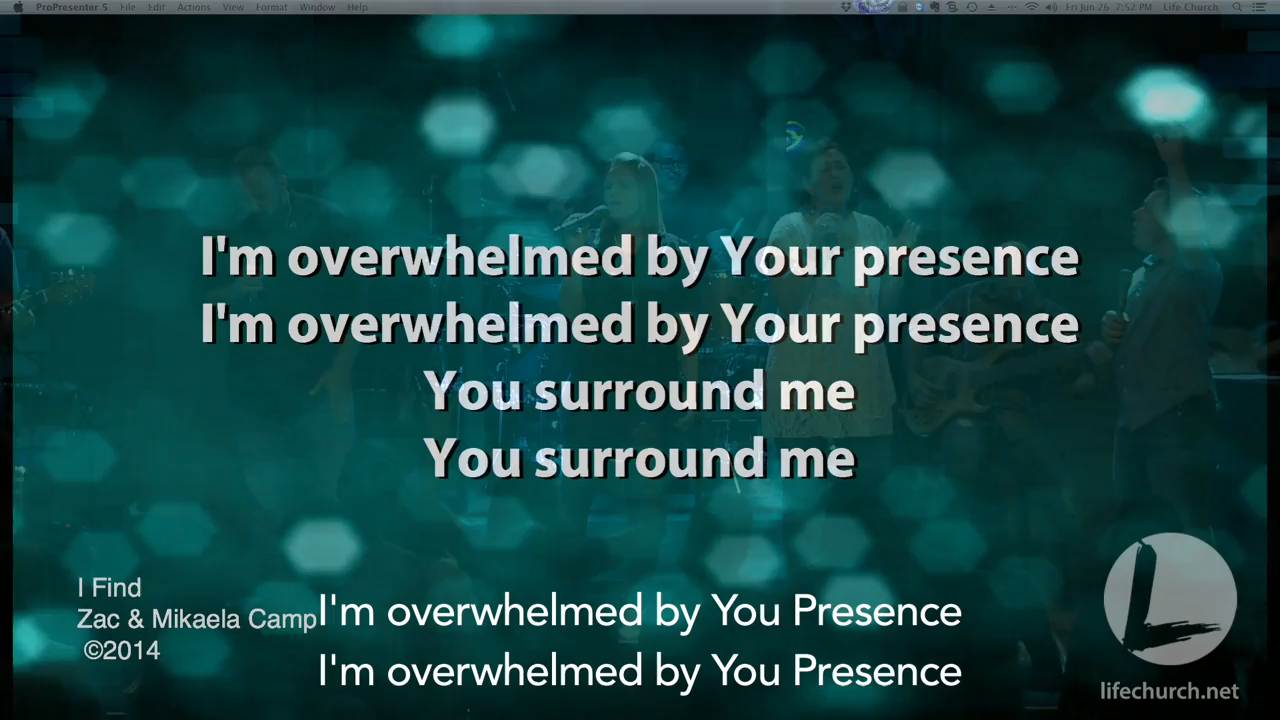 ProPresenter 5 File Edit Actions View Format Window Help Fri Jun 26 7:52 PM Life Church
I'm overwhelmed by Your presence
I'm overwhelmed by Your presence
You surround me
You surround me
I Find
Zac & Mikaela Camp
©2014
I'm overwhelmed by You Presence
I'm overwhelmed by You Presence
L
lifechurch.net